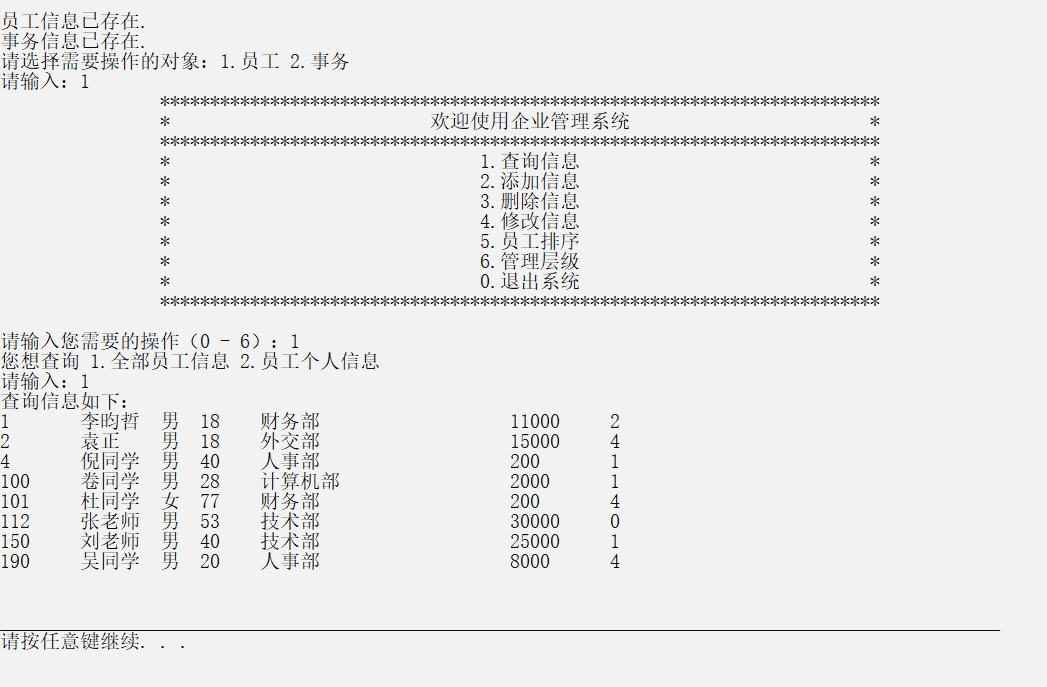 员工信息已存在.
事务信息已存在.
请选择需要操作的对象：1.员工 2.事务
请输入：1
************************************************************************
* 欢迎使用企业管理系统 *
************************************************************************
* 1.查询信息 *
* 2.添加信息 *
* 3.删除信息 *
* 4.修改信息 *
* 5.员工排序 *
* 6.管理层级 *
* 0.退出系统 *
************************************************************************
请输入您需要的操作（0 - 6）：1
您想查询 1.全部员工信息 2.员工个人信息
请输入：1
查询信息如下：
1 李昀哲 男 18 财务部 11000 2
2 袁正 男 18 外交部 15000 4
4 倪同学 男 40 人事部 200 1
100 卷同学 男 28 计算机部 2000 1
101 杜同学 女 77 财务部 200 4
112 张老师 男 53 技术部 30000 0
150 刘老师 男 40 技术部 25000 1
190 吴同学 男 20 人事部 8000 4
请按任意键继续. . .